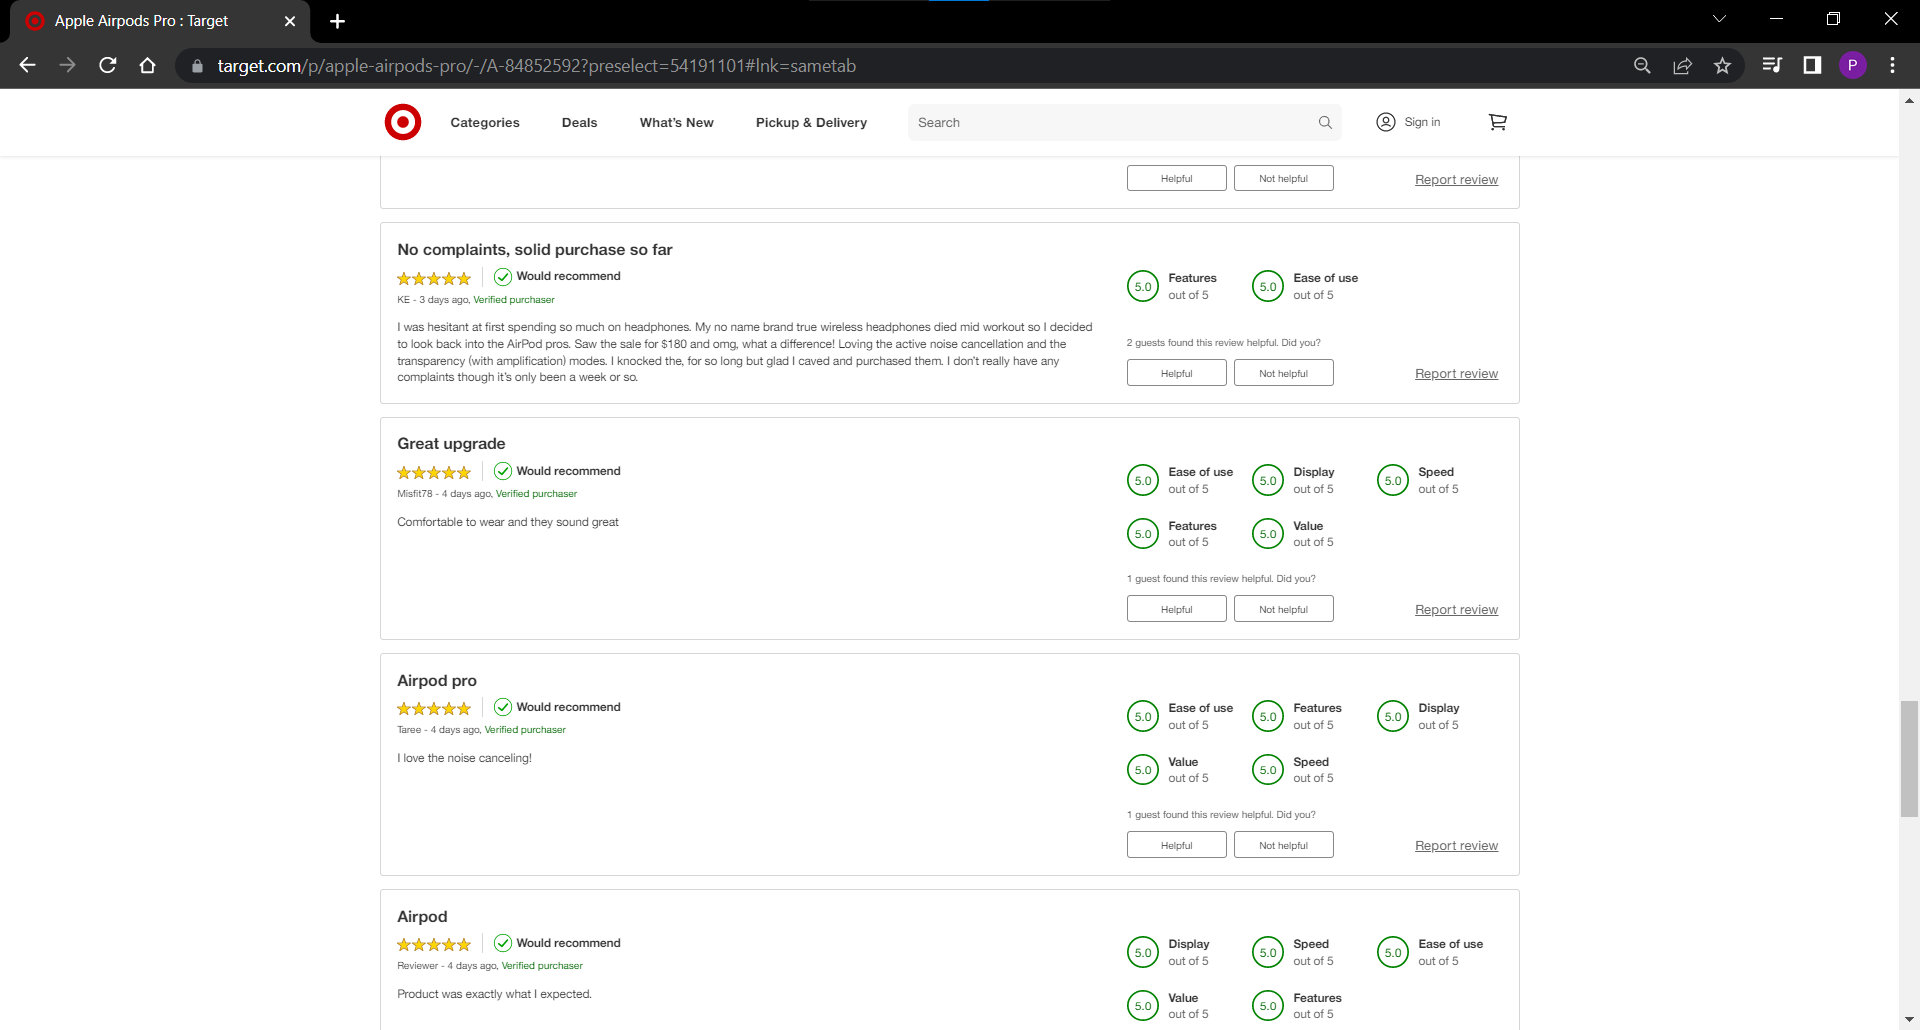 Apple Airpods Pro : Target
target.com/p/apple-airpods-pro/-/A-84852592?preselect=54191101#lnk=sametab
P
Categories
Deals
What's New
Pickup & Delivery
Search
Sign in
Helpful
Not helpful
Report review
No complaints, solid purchase so far
Would recommend
KE - 3 days ago, Verified purchaser
I was hesitant at first spending so much on headphones. My no name brand true wireless headphones died mid workout so I decided
to look back into the AirPod pros. Saw the sale for $180 and omg, what a difference! Loving the active noise cancellation and the
transparency (with amplification) modes. I knocked the, for so long but glad I caved and purchased them. I don't really have any
complaints though it's only been a week or so.
5.0 Features out of 5
5.0 Ease of use out of 5
2 guests found this review helpful. Did you?
Helpful
Not helpful
Report review
Great upgrade
Would recommend
Misfit78 - 4 days ago, Verified purchaser
Comfortable to wear and they sound great
5.0 Ease of use out of 5
5.0 Display out of 5
5.0 Speed out of 5
5.0 Features out of 5
5.0 Value out of 5
1 guest found this review helpful. Did you?
Helpful
Not helpful
Report review
Airpod pro
Would recommend
Taree - 4 days ago, Verified purchaser
I love the noise canceling!
5.0 Ease of use out of 5
5.0 Features out of 5
5.0 Display out of 5
5.0 Value out of 5
5.0 Speed out of 5
1 guest found this review helpful. Did you?
Helpful
Not helpful
Report review
Airpod
Would recommend
Reviewer - 4 days ago, Verified purchaser
Product was exactly what I expected.
5.0 Display out of 5
5.0 Speed out of 5
5.0 Ease of use out of 5
5.0 Value out of 5
5.0 Features out of 5